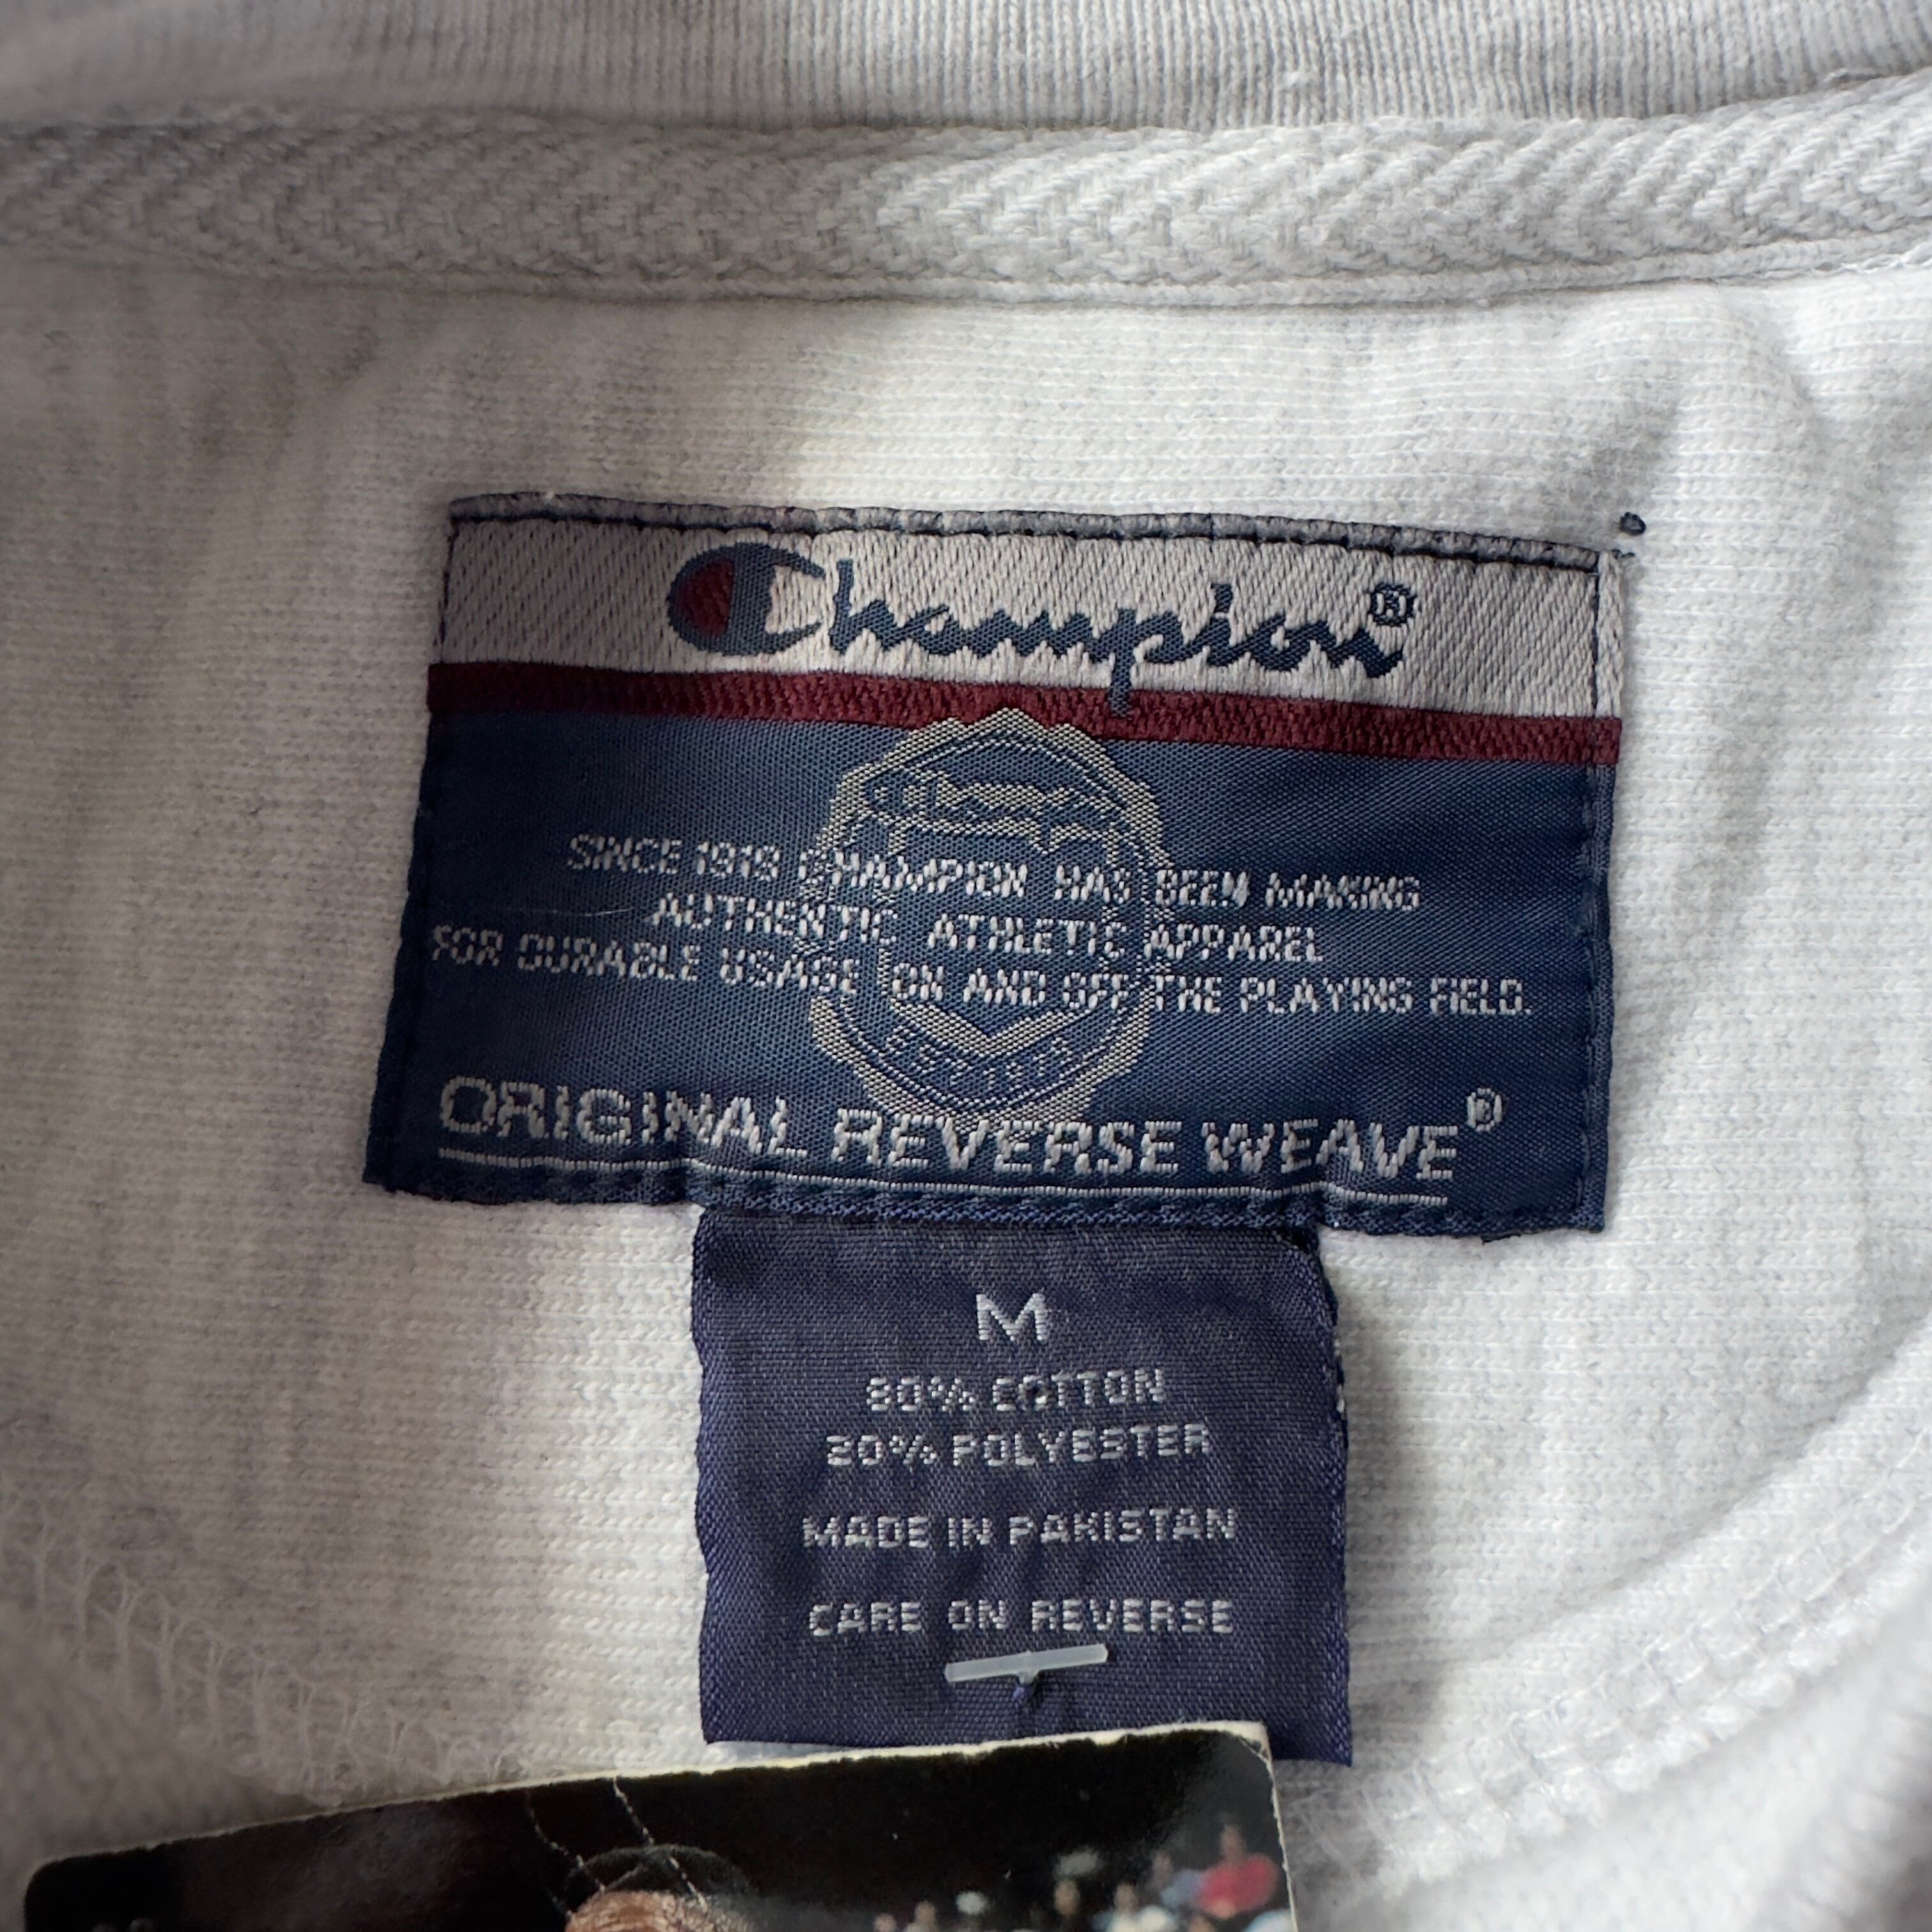 Champion®
Champion
SINCE 1919 CHAMPION HAS BEEN MAKING
AUTHENTIC ATHLETIC APPAREL
FOR DURABLE USAGE ON AND OFF THE PLAYING FIELD.
ORIGINAL REVERSE WEAVE®
M
80% COTTON
20% POLYESTER
MADE IN PAKISTAN
CARE ON REVERSE